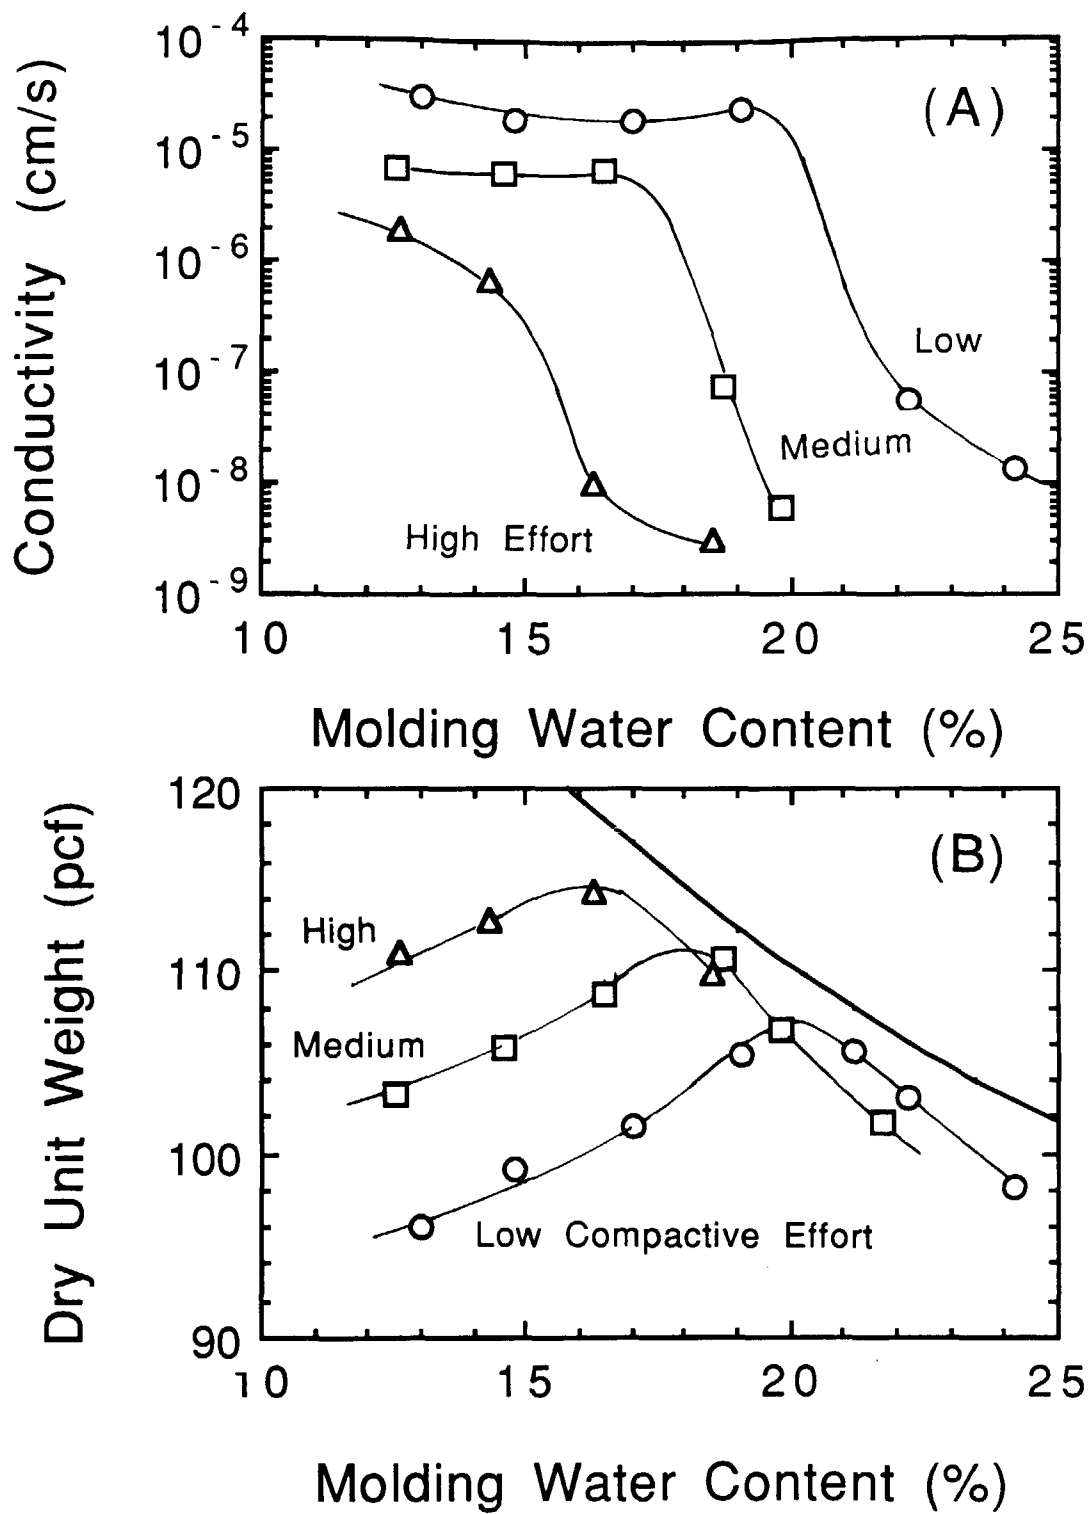 10-4
(A)
10-5
10-6
10-7
10-8
10-9
Conductivity (cm/s)
Low
Medium
High Effort
10 15 20 25
Molding Water Content (%)
120
(B)
High
110
Medium
100
Low Compactive Effort
90
Dry Unit Weight (pcf)
10 15 20 25
Molding Water Content (%)